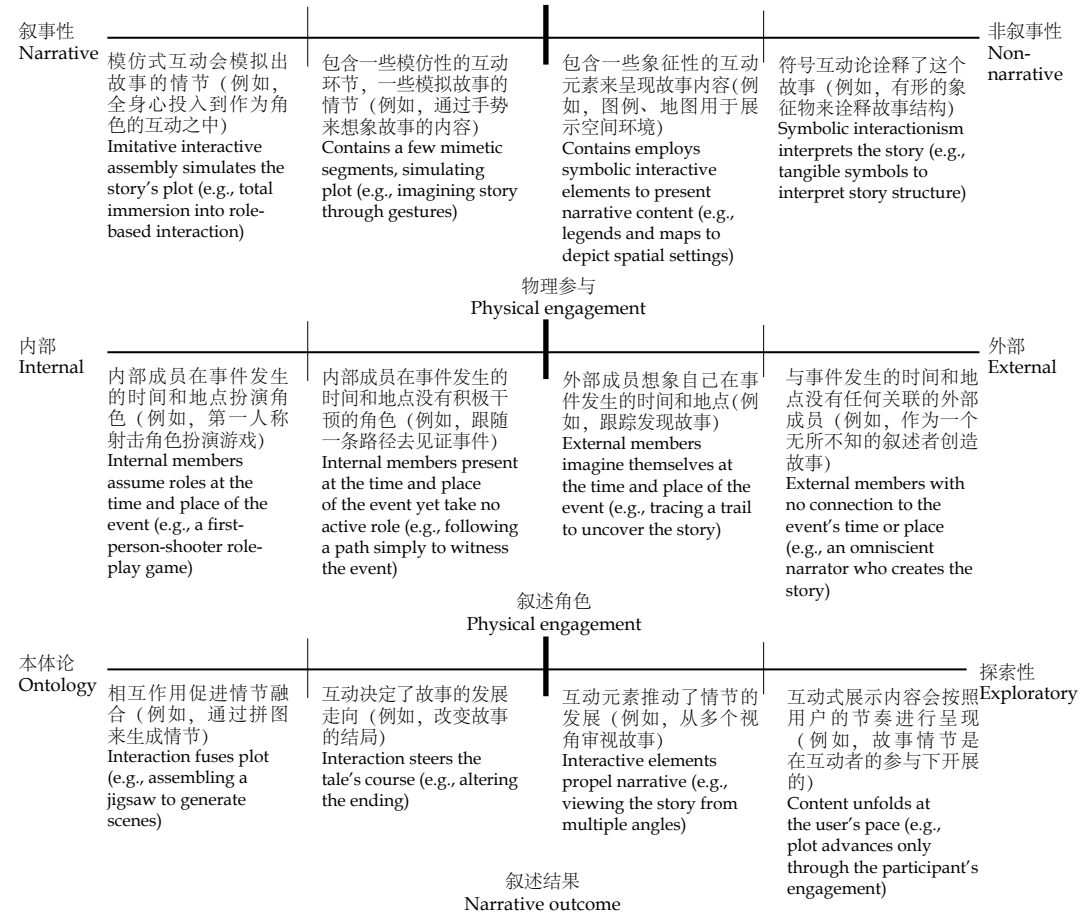 叙事性
Narrative
非叙事性
Non-
narrative
模仿式互动会模拟出
故事的情节（例如，
全身心投入到作为角
色的互动之中）
Imitative interactive
assembly simulates the
story's plot (e.g., total
immersion into role-
based interaction)
包含一些模仿性的互动
环节，一些模拟故事的
情节（例如，通过手势
来想象故事的内容）
Contains a few mimetic
segments, simulating
plot (e.g., imagining story
through gestures)
包含一些象征性的互动
元素来呈现故事内容(例
如，图例、地图用于展
示空间环境）
Contains employs
symbolic interactive
elements to present
narrative content (e.g.,
legends and maps to
depict spatial settings)
符号互动论诠释了这个
故事（例如，有形的象
征物来诠释故事结构）
Symbolic interactionism
interprets the story (e.g.,
tangible symbols to
interpret story structure)
物理参与
Physical engagement
内部
Internal
外部
External
内部成员在事件发生
的时间和地点扮演角
色（例如，第一人称
射击角色扮演游戏）
Internal members
assume roles at the
time and place of the
event (e.g., a first-
person-shooter role-
play game)
内部成员在事件发生的
时间和地点没有积极干
预的角色（例如，跟随
一条路径去见证事件）
Internal members present
at the time and place
of the event yet take no
active role (e.g., following
a path simply to witness
the event)
外部成员想象自己在事
件发生的时间和地点(例
如，跟踪发现故事）
External members
imagine themselves at
the time and place of the
event (e.g., tracing a trail
to uncover the story)
与事件发生的时间和地
点没有任何关联的外部
成员（例如，作为一个
无所不知的叙述者创造
故事）
External members with
no connection to the
event's time or place
(e.g., an omniscient
narrator who creates the
story)
叙述角色
Physical engagement
本体论
Ontology
探索性
Exploratory
相互作用促进情节融
合（例如，通过拼图
来生成情节）
Interaction fuses plot
(e.g., assembling a
jigsaw to generate
scenes)
互动决定了故事的发展
走向（例如，改变故事
的结局）
Interaction steers the
tale's course (e.g., altering
the ending)
互动元素推动了情节的
发展（例如，从多个视
角审视故事）
Interactive elements
propel narrative (e.g.,
viewing the story from
multiple angles)
互动式展示内容会按照
用户的节奏进行呈现
（例如，故事情节是
在互动者的参与下开展
的）
Content unfolds at
the user's pace (e.g.,
plot advances only
through the participant's
engagement)
叙述结果
Narrative outcome